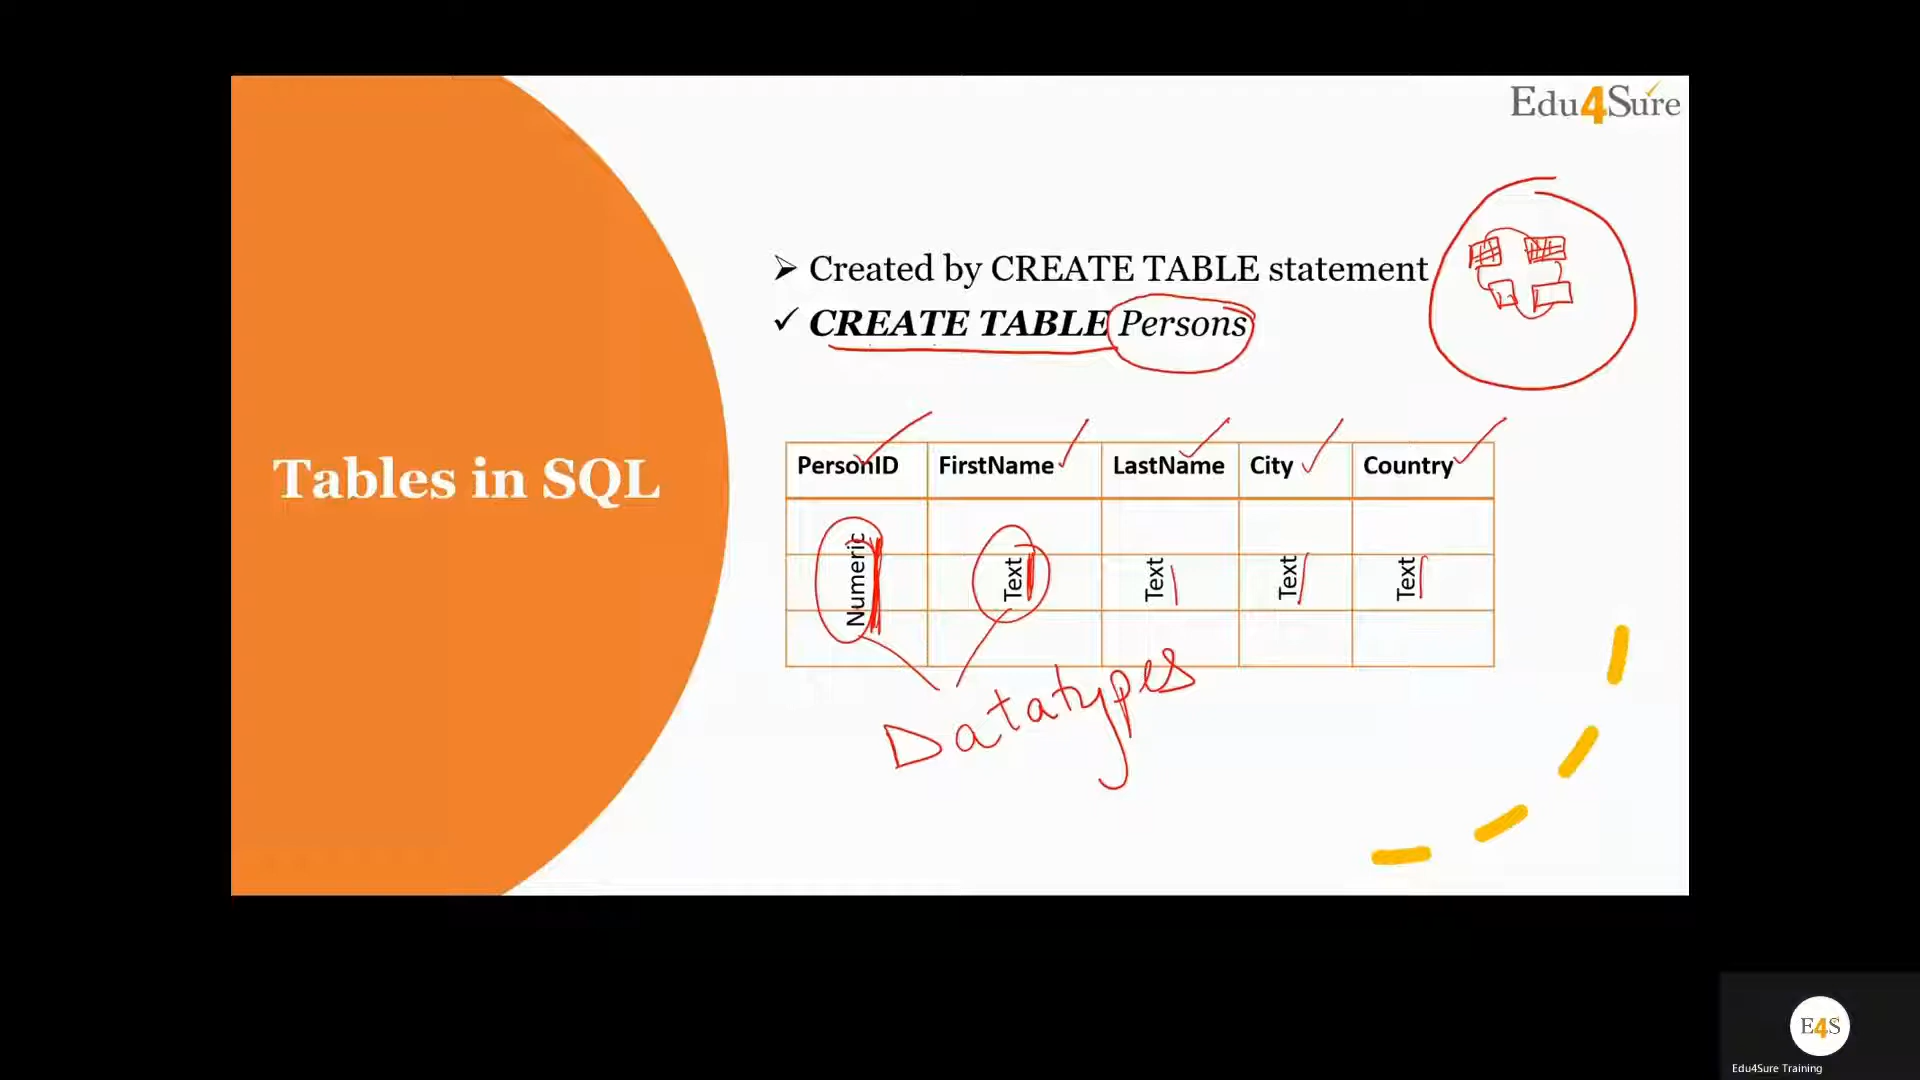 Edu4Sure
➢ Created by CREATE TABLE statement
✓ CREATE TABLE Persons
Tables in SQL
PersonID FirstName LastName City Country
Numeric Text Text Text Text
Datatypes
E4S
Edu4Sure Training